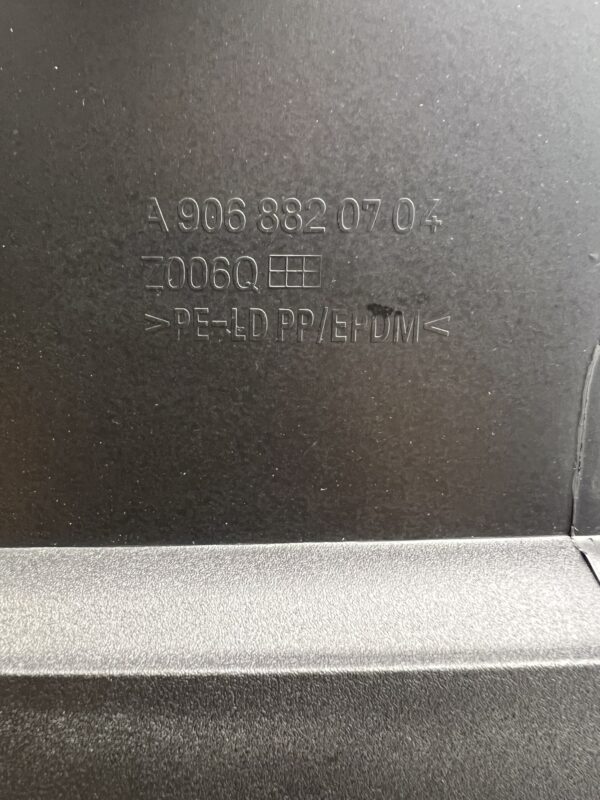 A 906 882 07 04
Z006Q
>PE-LD PP/EPDM<